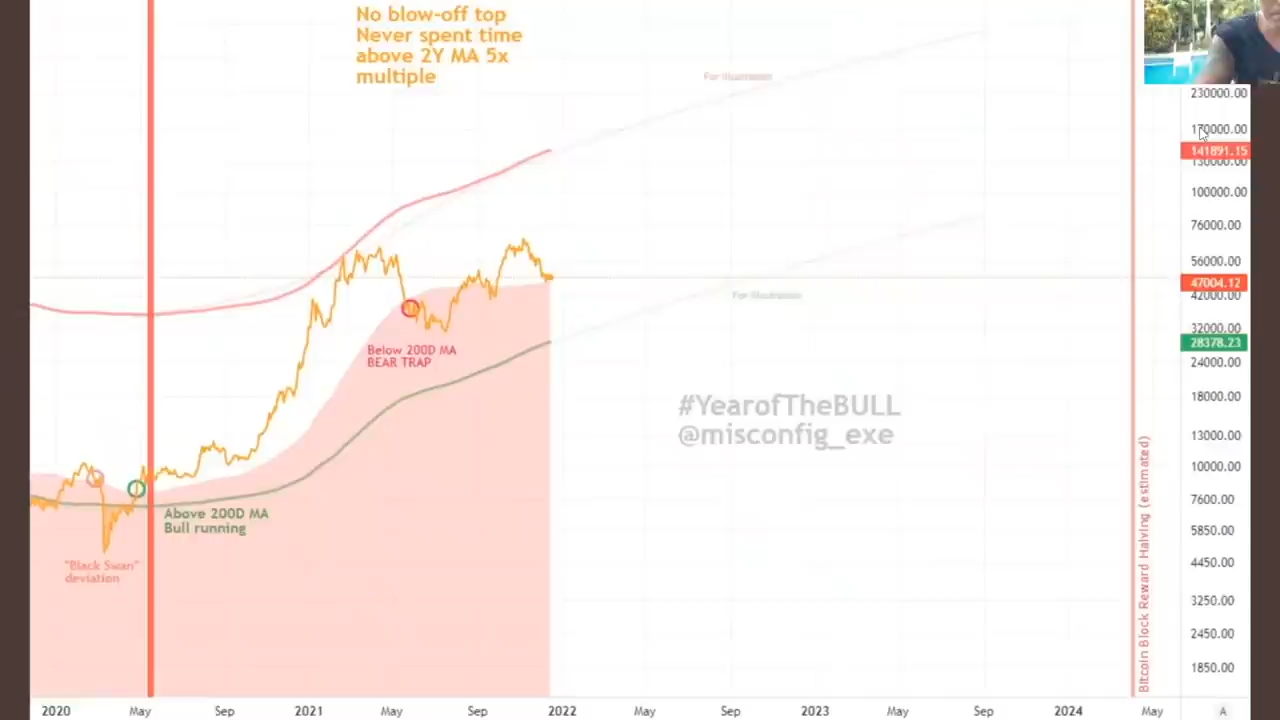 No blow-off top
Never spent time
above 2Y MA 5x
multiple
For Illustration
230000.00
170000.00
141891.15
130000.00
100000.00
76000.00
56000.00
47004.12
42000.00
For Illustration
32000.00
28378.23
24000.00
Below 200D MA
BEAR TRAP
18000.00
#YearofTheBULL
@misconfig_exe
13000.00
10000.00
7600.00
Above 200D MA
Bull running
5850.00
"Black Swan"
deviation
4450.00
3250.00
2450.00
1850.00
Bitcoin Block Reward Halving (estimated)
2020 May Sep 2021 May Sep 2022 May Sep 2023 May Sep 2024 May A